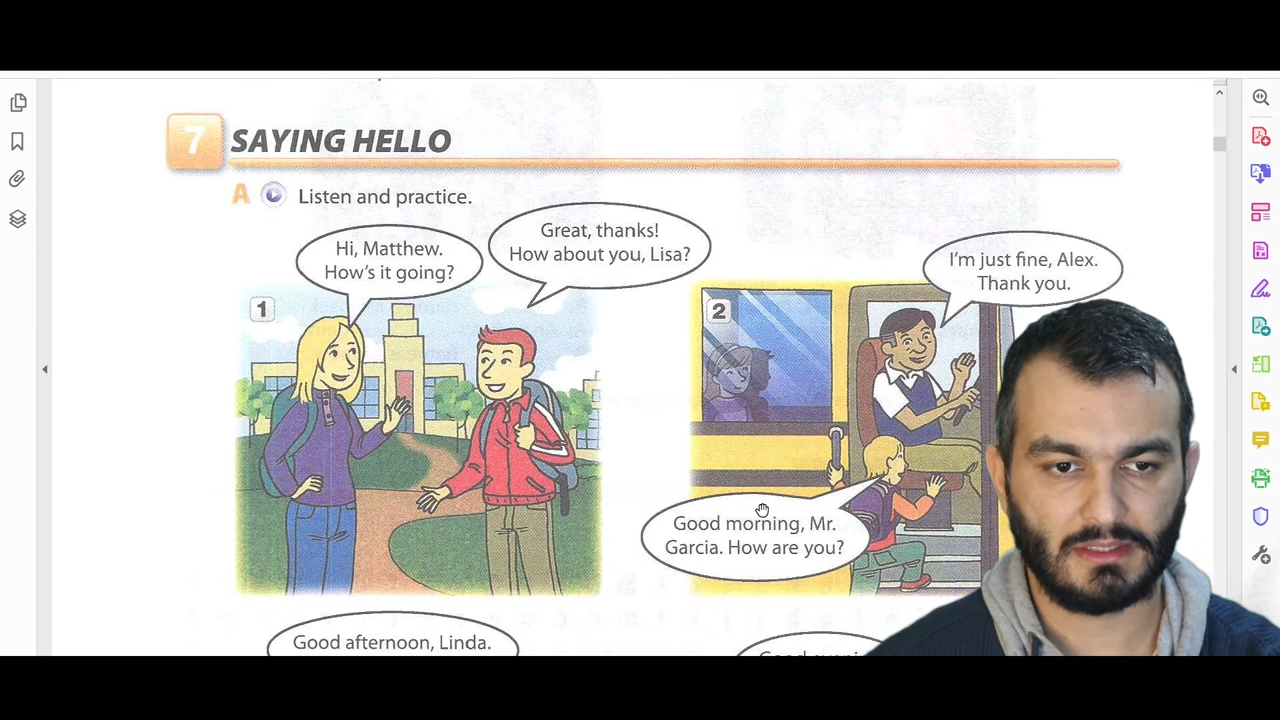 7 SAYING HELLO
A Listen and practice.
Hi, Matthew.
How's it going?
Great, thanks!
How about you, Lisa?
1
I'm just fine, Alex.
Thank you.
2
Good morning, Mr.
Garcia. How are you?
Good afternoon, Linda.